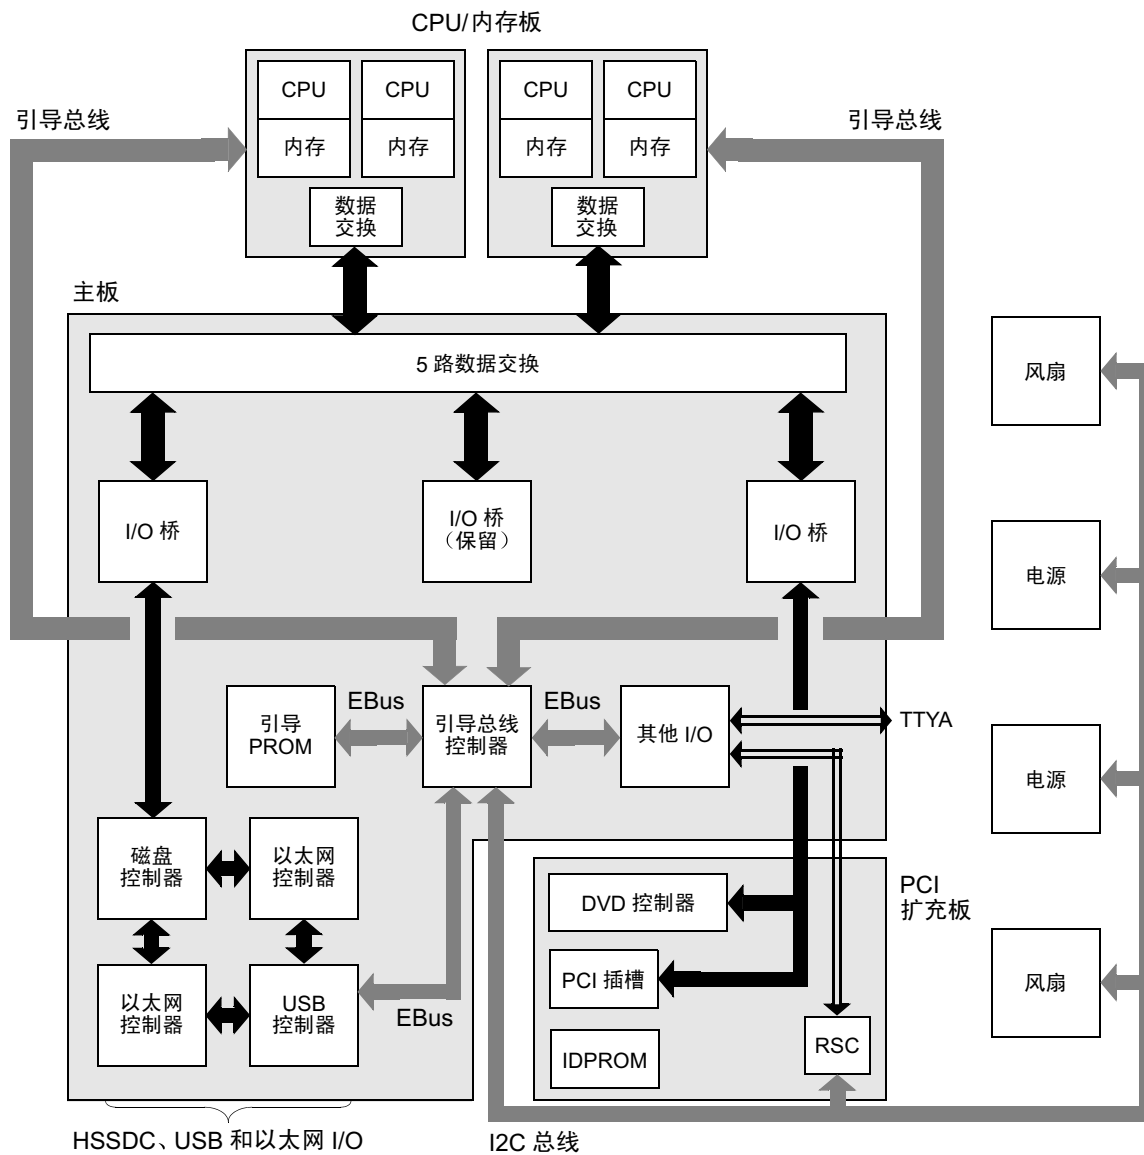 CPU/内存板
CPU
CPU
CPU
CPU
引导总线
引导总线
内存
内存
内存
内存
数据
交换
数据
交换
主板
5 路数据交换
风扇
I/O 桥
I/O 桥
（保留）
I/O 桥
电源
EBus
EBus
引导
PROM
引导总线
控制器
其他 I/O
TTYA
电源
磁盘
控制器
以太网
控制器
DVD 控制器
PCI
扩充板
PCI 插槽
风扇
以太网
控制器
USB
控制器
EBus
IDPROM
RSC
HSSDC、USB 和以太网 I/O
I2C 总线